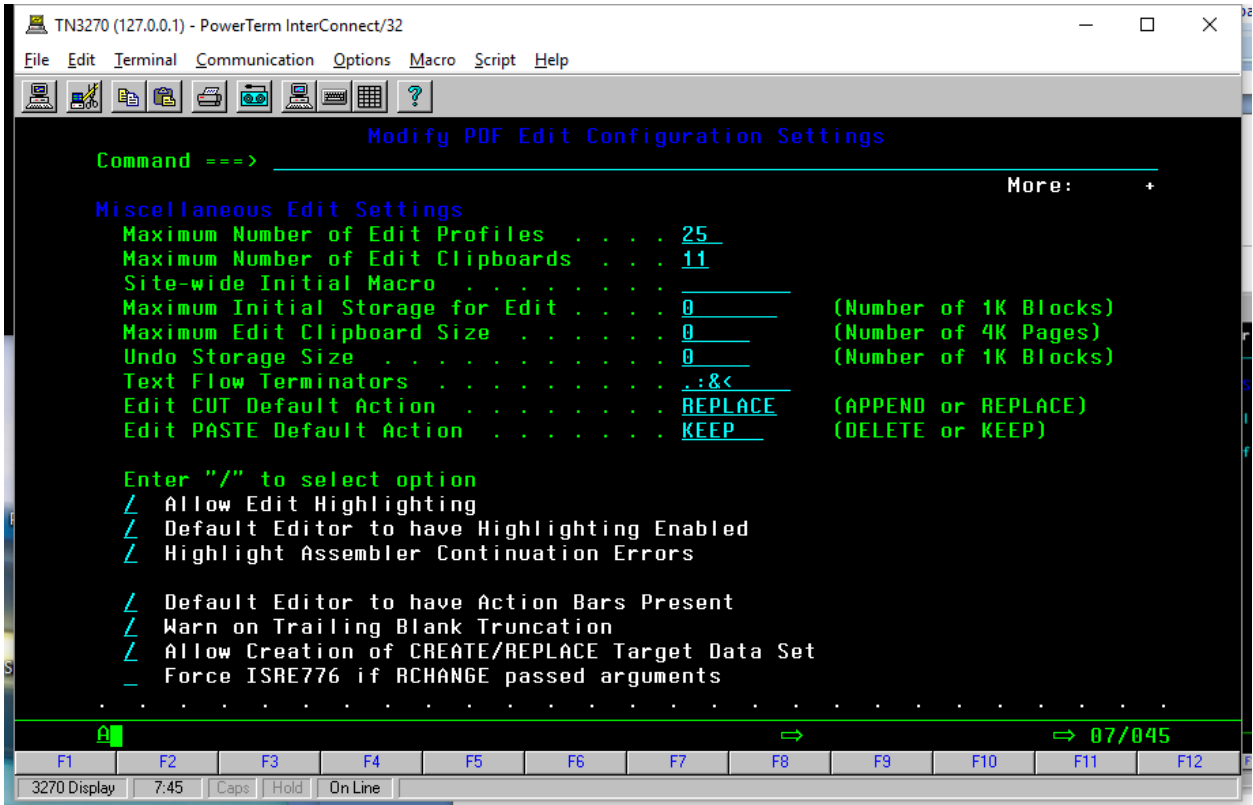 TN3270 (127.0.0.1) - PowerTerm InterConnect/32
File Edit Terminal Communication Options Macro Script Help
Modify PDF Edit Configuration Settings
Command ===>
More: +
Miscellaneous Edit Settings
Maximum Number of Edit Profiles . . . . 25
Maximum Number of Edit Clipboards . . . 11
Site-wide Initial Macro . . . . . . . .
Maximum Initial Storage for Edit . . . . 0 (Number of 1K Blocks)
Maximum Edit Clipboard Size . . . . . . 0 (Number of 4K Pages)
Undo Storage Size . . . . . . . . . . . 0 (Number of 1K Blocks)
Text Flow Terminators . . . . . . . . . .:&<
Edit CUT Default Action . . . . . . . . REPLACE (APPEND or REPLACE)
Edit PASTE Default Action . . . . . . . KEEP (DELETE or KEEP)
Enter "/" to select option
/ Allow Edit Highlighting
/ Default Editor to have Highlighting Enabled
/ Highlight Assembler Continuation Errors
/ Default Editor to have Action Bars Present
/ Warn on Trailing Blank Truncation
/ Allow Creation of CREATE/REPLACE Target Data Set
_ Force ISRE776 if RCHANGE passed arguments
. . . . . . . . . . . . . . . . . . . . . . . . . . .
A ⇨ ⇨ 07/045
F1 F2 F3 F4 F5 F6 F7 F8 F9 F10 F11 F12
3270 Display 7:45 Caps Hold On Line